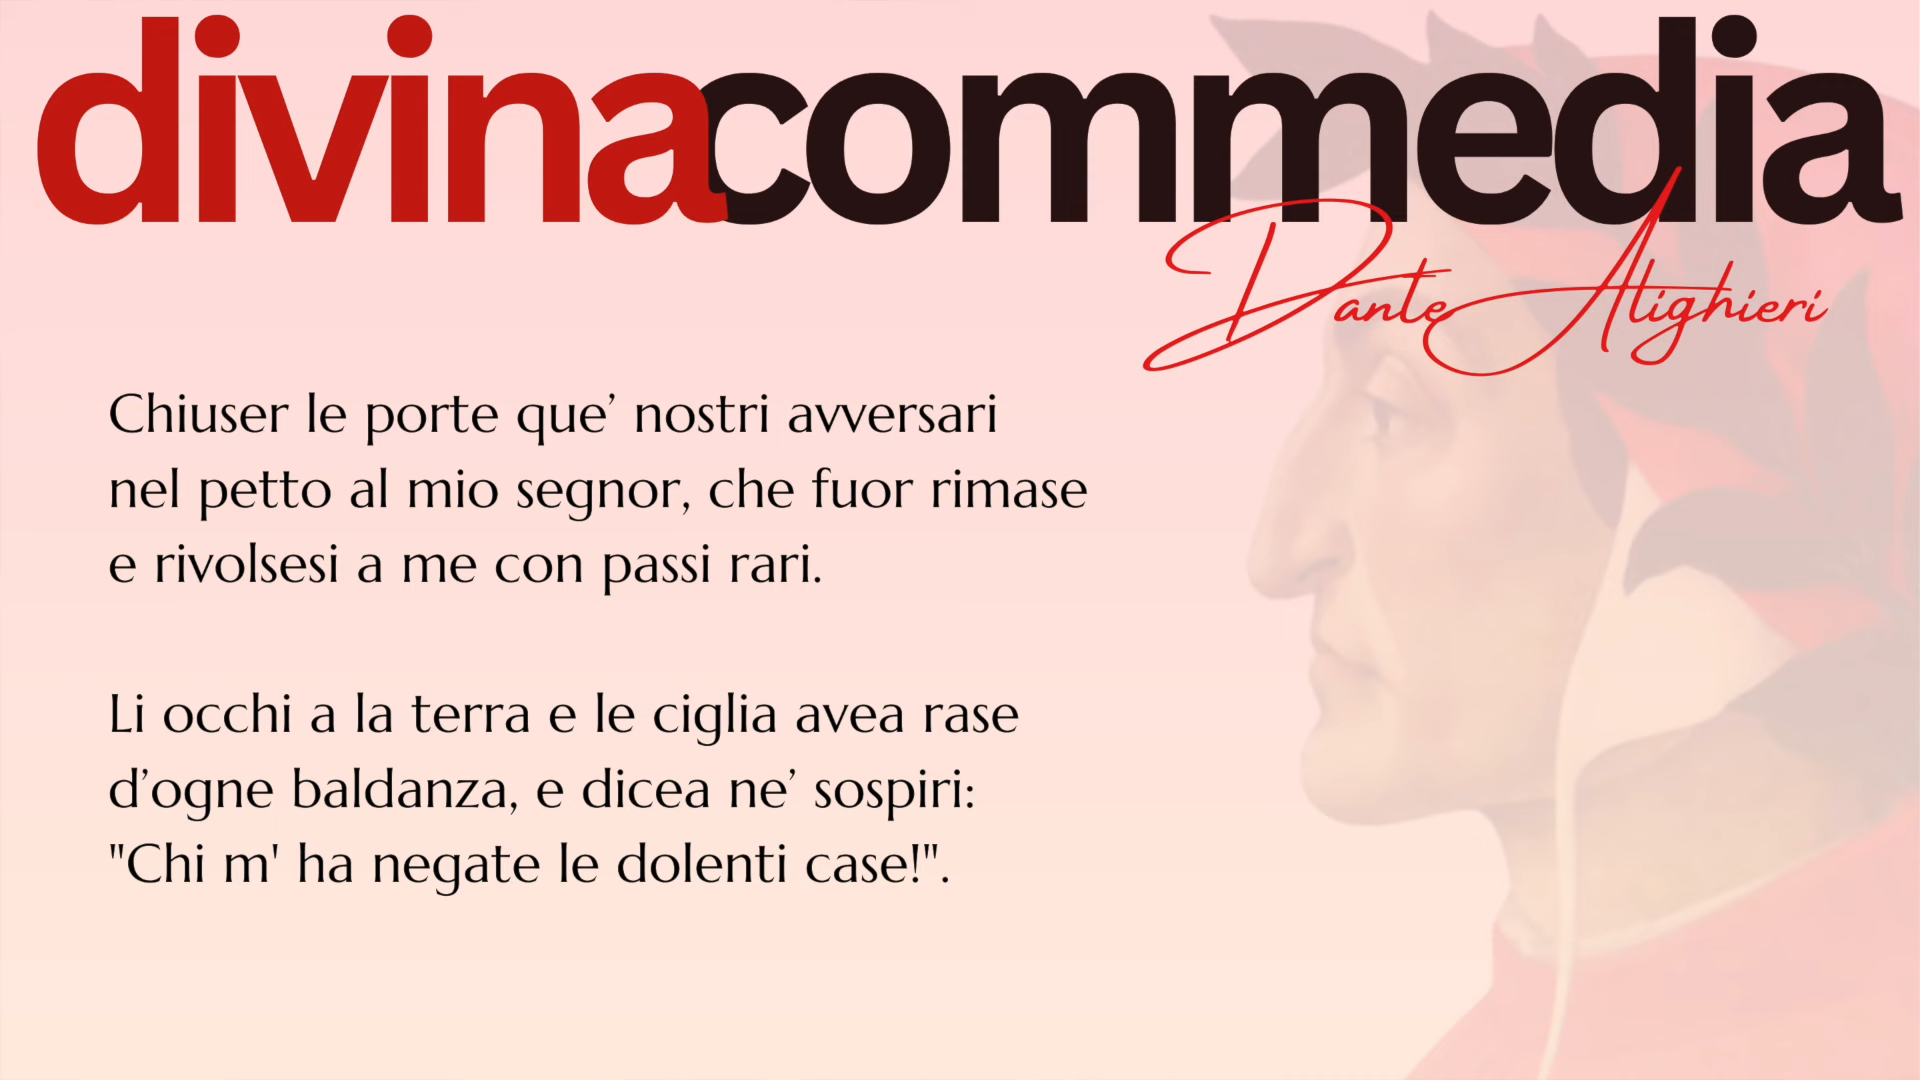 divinacommedia
Dante Alighieri
Chiuser le porte que’ nostri avversari
nel petto al mio segnor, che fuor rimase
e rivolsesi a me con passi rari.
Li occhi a la terra e le ciglia avea rase
d’ogne baldanza, e dicea ne’ sospiri:
"Chi m' ha negate le dolenti case!".